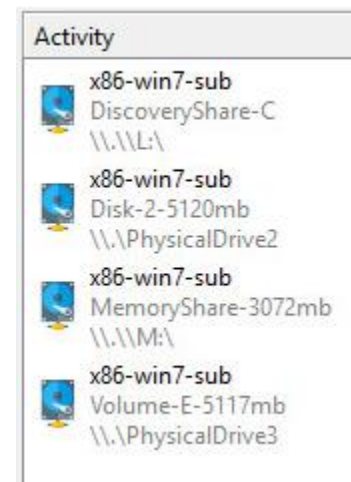 Activity
x86-win7-sub
DiscoveryShare-C
\\.\\L:\
x86-win7-sub
Disk-2-5120mb
\\.\PhysicalDrive2
x86-win7-sub
MemoryShare-3072mb
\\.\\M:\
x86-win7-sub
Volume-E-5117mb
\\.\PhysicalDrive3